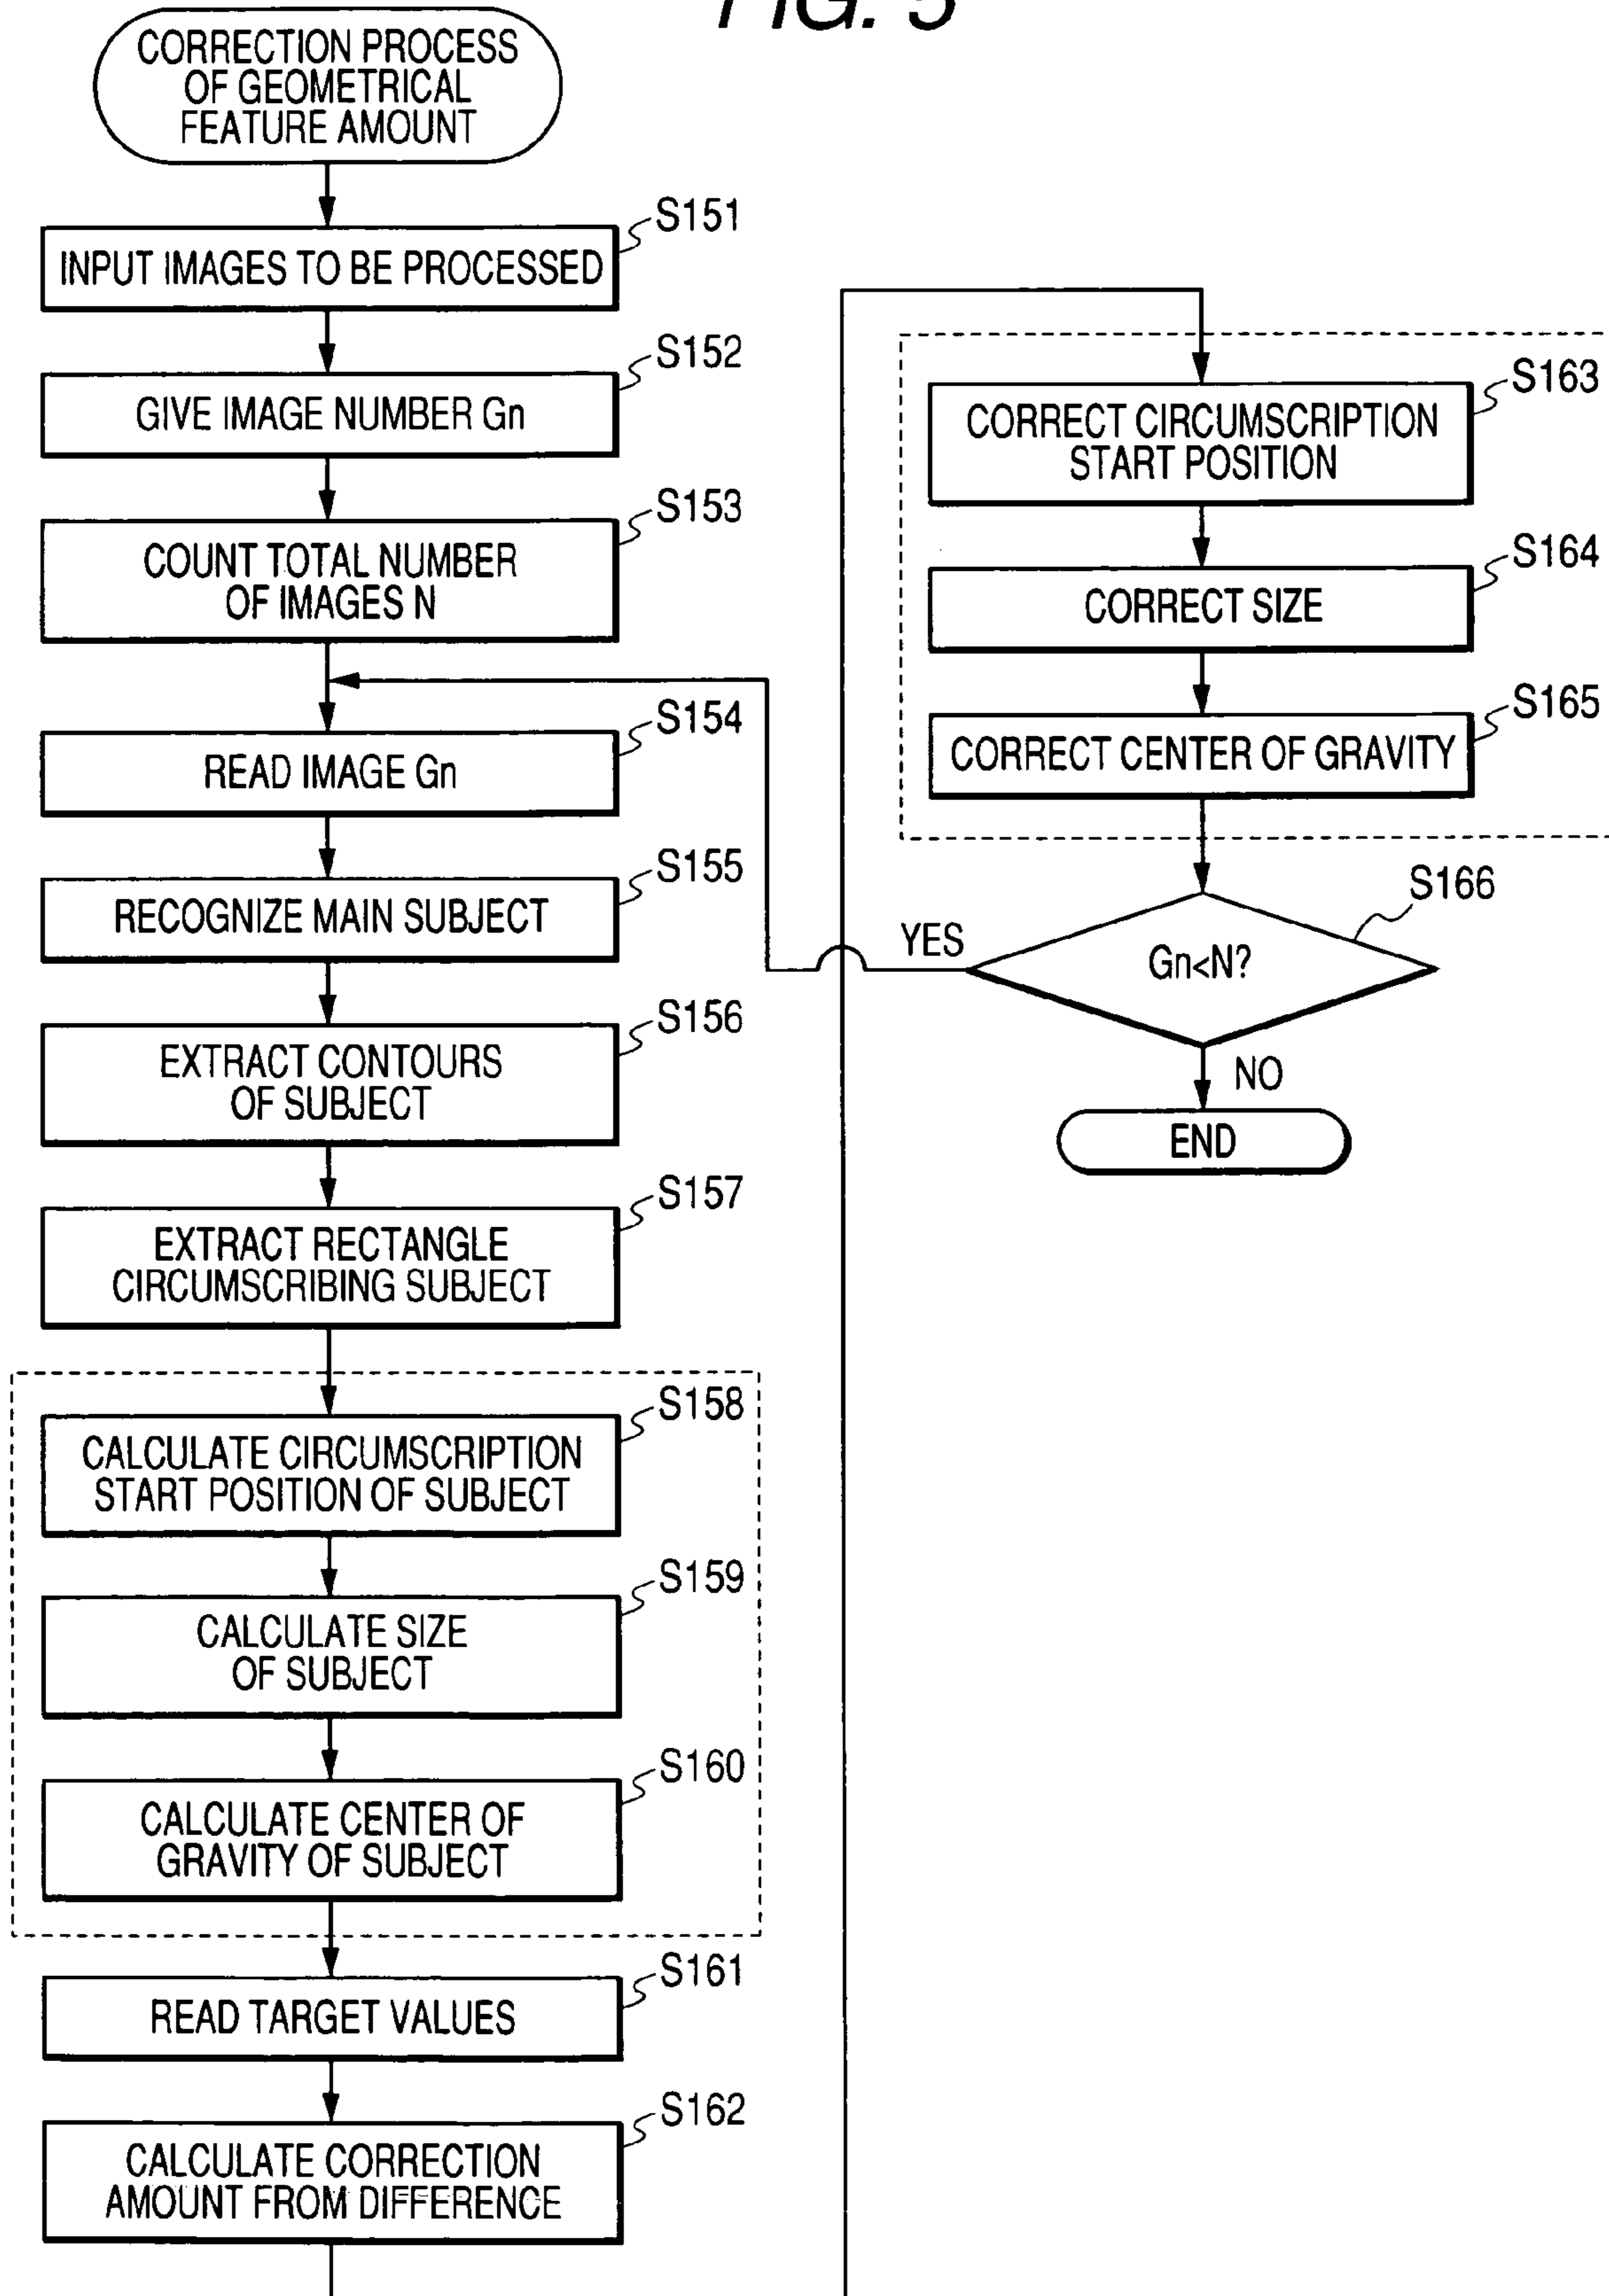 FIG. 5
CORRECTION PROCESS
OF GEOMETRICAL
FEATURE AMOUNT
S151
INPUT IMAGES TO BE PROCESSED
S152
GIVE IMAGE NUMBER Gn
S153
COUNT TOTAL NUMBER
OF IMAGES N
S154
READ IMAGE Gn
S155
RECOGNIZE MAIN SUBJECT
S156
EXTRACT CONTOURS
OF SUBJECT
S157
EXTRACT RECTANGLE
CIRCUMSCRIBING SUBJECT
S158
CALCULATE CIRCUMSCRIPTION
START POSITION OF SUBJECT
S159
CALCULATE SIZE
OF SUBJECT
S160
CALCULATE CENTER OF
GRAVITY OF SUBJECT
S161
READ TARGET VALUES
S162
CALCULATE CORRECTION
AMOUNT FROM DIFFERENCE
S163
CORRECT CIRCUMSCRIPTION
START POSITION
S164
CORRECT SIZE
S165
CORRECT CENTER OF GRAVITY
S166
YES
Gn<N?
NO
END